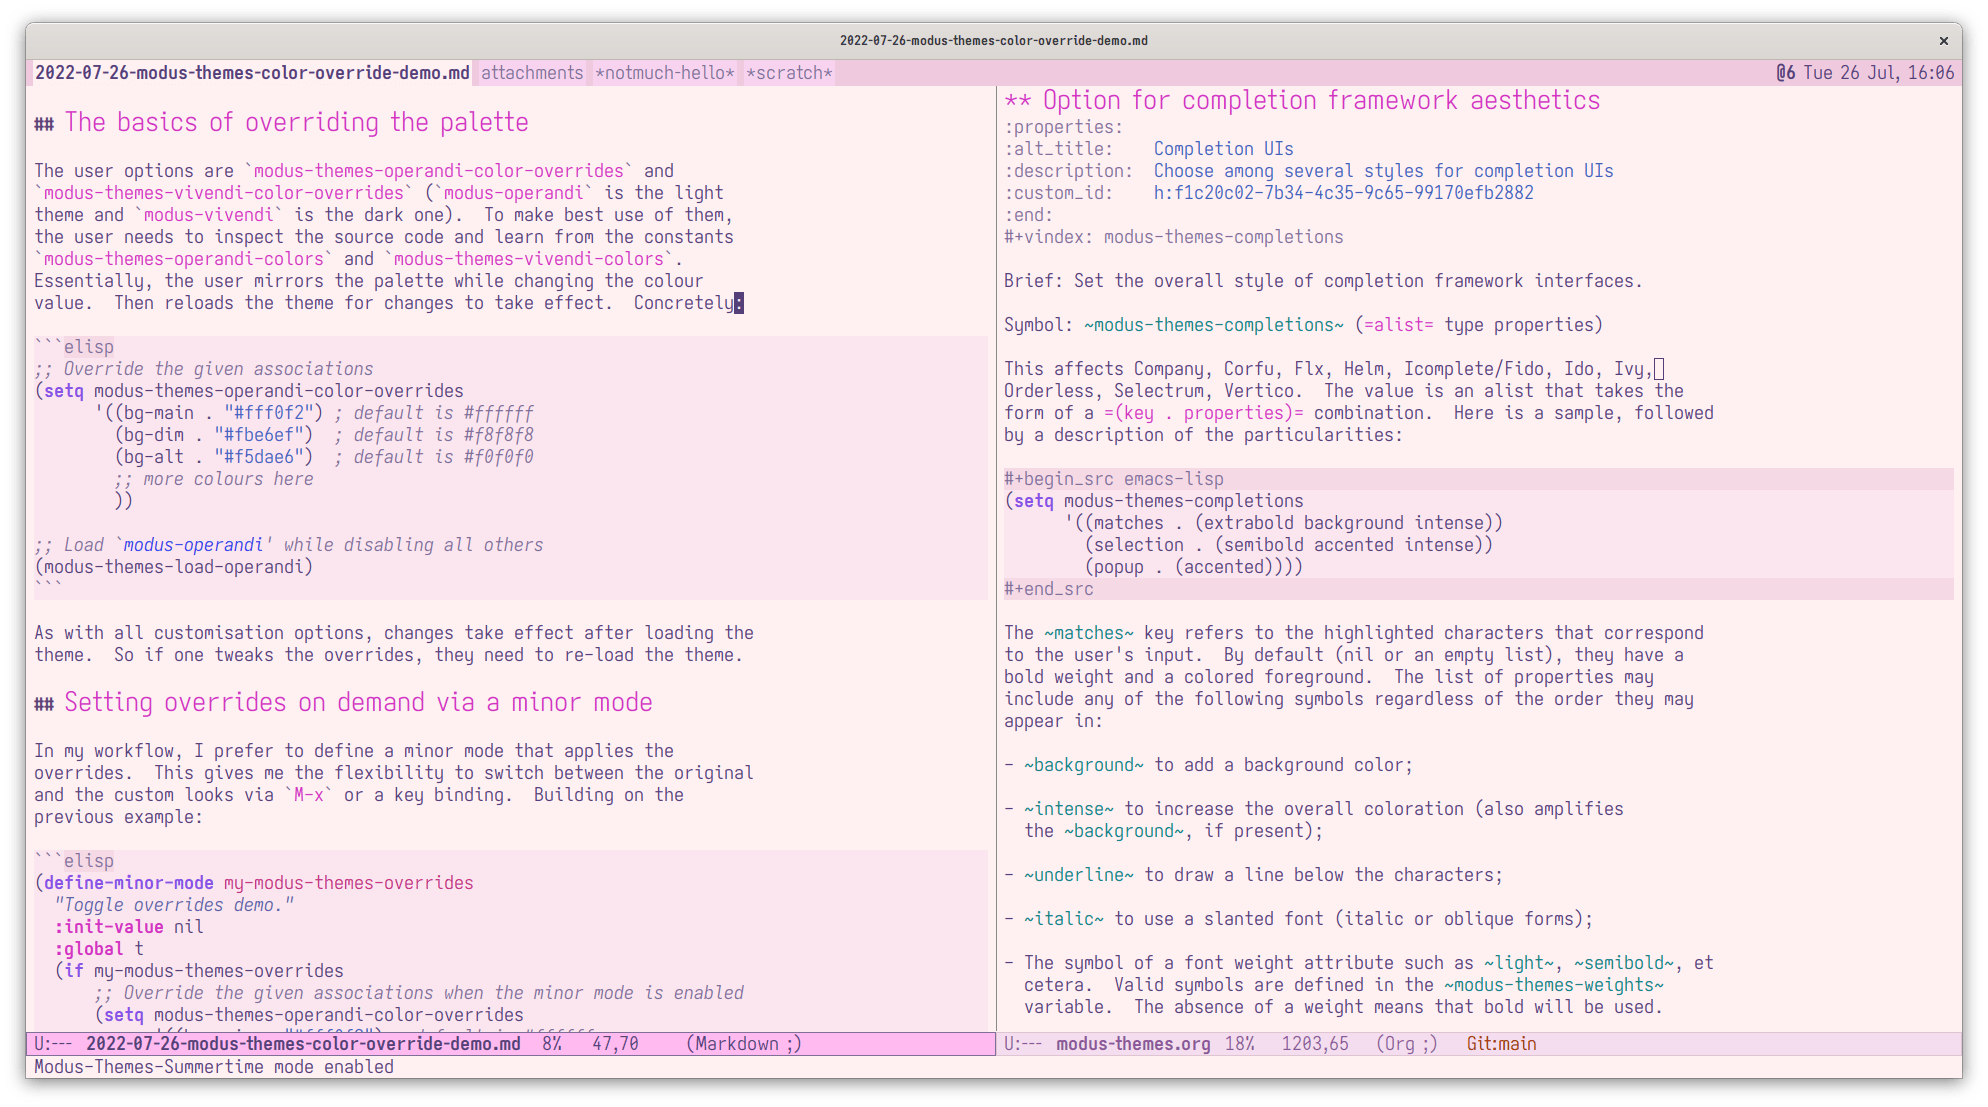 2022-07-26-modus-themes-color-override-demo.md ×
2022-07-26-modus-themes-color-override-demo.md attachments *notmuch-hello* *scratch* @6 Tue 26 Jul, 16:06
## The basics of overriding the palette
The user options are `modus-themes-operandi-color-overrides` and
`modus-themes-vivendi-color-overrides` (`modus-operandi` is the light
theme and `modus-vivendi` is the dark one).  To make best use of them,
the user needs to inspect the source code and learn from the constants
`modus-themes-operandi-colors` and `modus-themes-vivendi-colors`.
Essentially, the user mirrors the palette while changing the colour
value.  Then reloads the theme for changes to take effect.  Concretely:
```elisp
;; Override the given associations
(setq modus-themes-operandi-color-overrides
      '((bg-main . "#fff0f2") ; default is #ffffff
        (bg-dim . "#fbe6ef")  ; default is #f8f8f8
        (bg-alt . "#f5dae6")  ; default is #f0f0f0
        ;; more colours here
        ))
;; Load `modus-operandi' while disabling all others
(modus-themes-load-operandi)
```
As with all customisation options, changes take effect after loading the
theme.  So if one tweaks the overrides, they need to re-load the theme.
## Setting overrides on demand via a minor mode
In my workflow, I prefer to define a minor mode that applies the
overrides.  This gives me the flexibility to switch between the original
and the custom looks via `M-x` or a key binding.  Building on the
previous example:
```elisp
(define-minor-mode my-modus-themes-overrides
  "Toggle overrides demo."
  :init-value nil
  :global t
  (if my-modus-themes-overrides
      ;; Override the given associations when the minor mode is enabled
      (setq modus-themes-operandi-color-overrides
U:---  2022-07-26-modus-themes-color-override-demo.md  8%   47,70     (Markdown ;)
** Option for completion framework aesthetics
:properties:
:alt_title:    Completion UIs
:description:  Choose among several styles for completion UIs
:custom_id:    h:f1c20c02-7b34-4c35-9c65-99170efb2882
:end:
#+vindex: modus-themes-completions
Brief: Set the overall style of completion framework interfaces.
Symbol: ~modus-themes-completions~ (=alist= type properties)
This affects Company, Corfu, Flx, Helm, Icomplete/Fido, Ido, Ivy,
Orderless, Selectrum, Vertico.  The value is an alist that takes the
form of a =(key . properties)= combination.  Here is a sample, followed
by a description of the particularities:
#+begin_src emacs-lisp
(setq modus-themes-completions
      '((matches . (extrabold background intense))
        (selection . (semibold accented intense))
        (popup . (accented))))
#+end_src
The ~matches~ key refers to the highlighted characters that correspond
to the user's input.  By default (nil or an empty list), they have a
bold weight and a colored foreground.  The list of properties may
include any of the following symbols regardless of the order they may
appear in:
- ~background~ to add a background color;
- ~intense~ to increase the overall coloration (also amplifies
  the ~background~, if present);
- ~underline~ to draw a line below the characters;
- ~italic~ to use a slanted font (italic or oblique forms);
- The symbol of a font weight attribute such as ~light~, ~semibold~, et
  cetera.  Valid symbols are defined in the ~modus-themes-weights~
  variable.  The absence of a weight means that bold will be used.
U:---  modus-themes.org  18%   1203,65   (Org ;)   Git:main
Modus-Themes-Summertime mode enabled